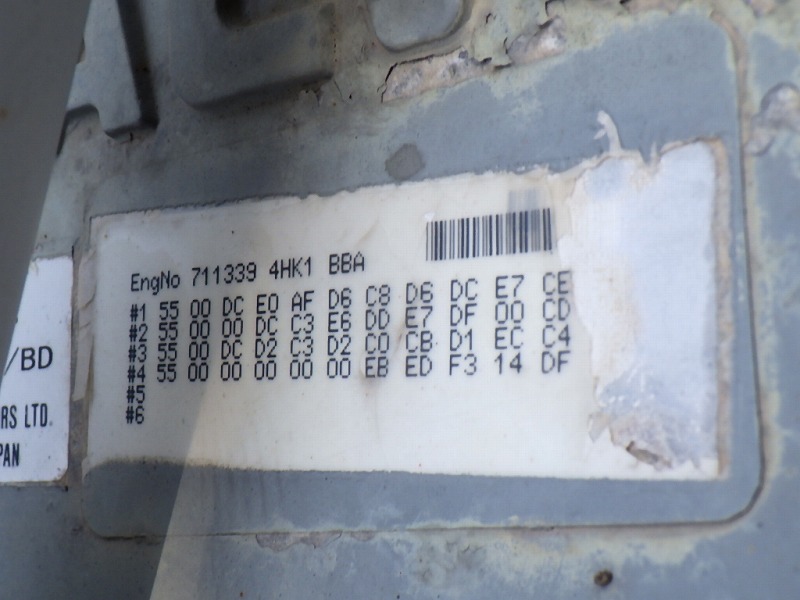 EngNo 711339 4HK1 BBA
#1 55 00 DC E0 AF D6 C8 D6 DC E7 CE
#2 55 00 00 DC C3 E6 DD E7 DF 00 CD
#3 55 00 DC D2 C3 D2 C0 CB D1 EC C4
#4 55 00 00 00 00 00 EB ED F3 14 DF
#5
#6
/BD
RS LTD.
PAN